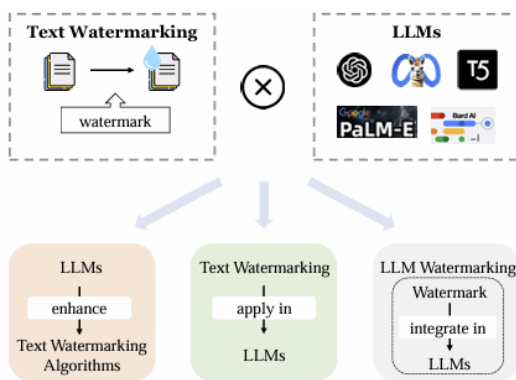 Text Watermarking
watermark
LLMs
T5
Google
PaLM-E
Bard AI
LLMs
enhance
Text Watermarking
Algorithms
Text Watermarking
apply in
LLMs
LLM Watermarking
Watermark
integrate in
LLMs